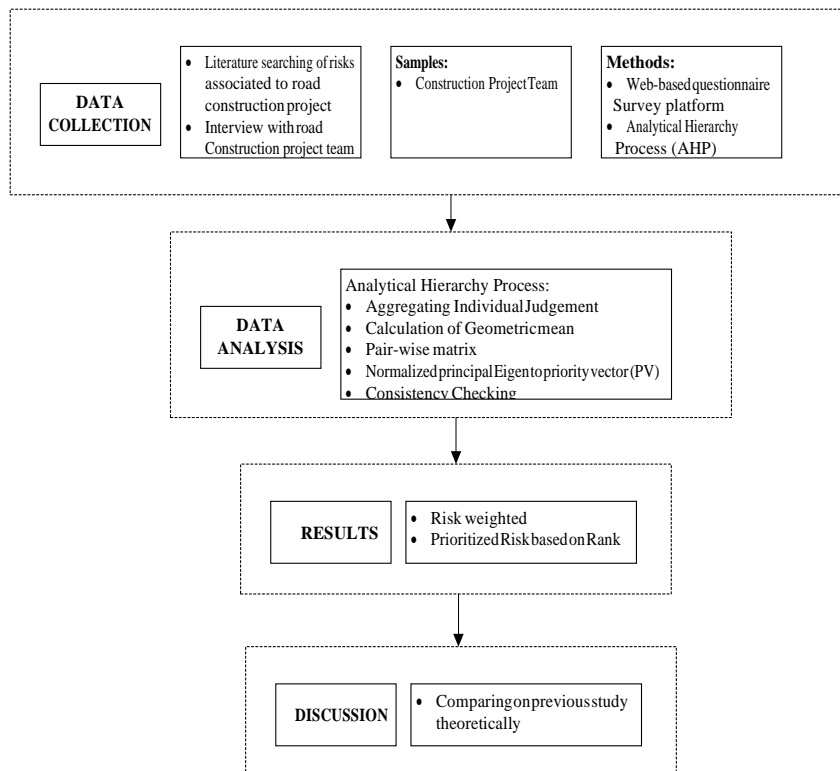 DATA
COLLECTION
• Literature searching of risks
associated to road
construction project
• Interview with road
Construction project team
Samples:
• Construction Project Team
Methods:
• Web-based questionnaire
Survey platform
• Analytical Hierarchy
Process (AHP)
DATA
ANALYSIS
Analytical Hierarchy Process:
• Aggregating Individual Judgement
• Calculation of Geometric mean
• Pair-wise matrix
• Normalized principal Eigen to priority vector (PV)
• Consistency Checking
RESULTS
• Risk weighted
• Prioritized Risk based on Rank
DISCUSSION
• Comparing on previous study
theoretically